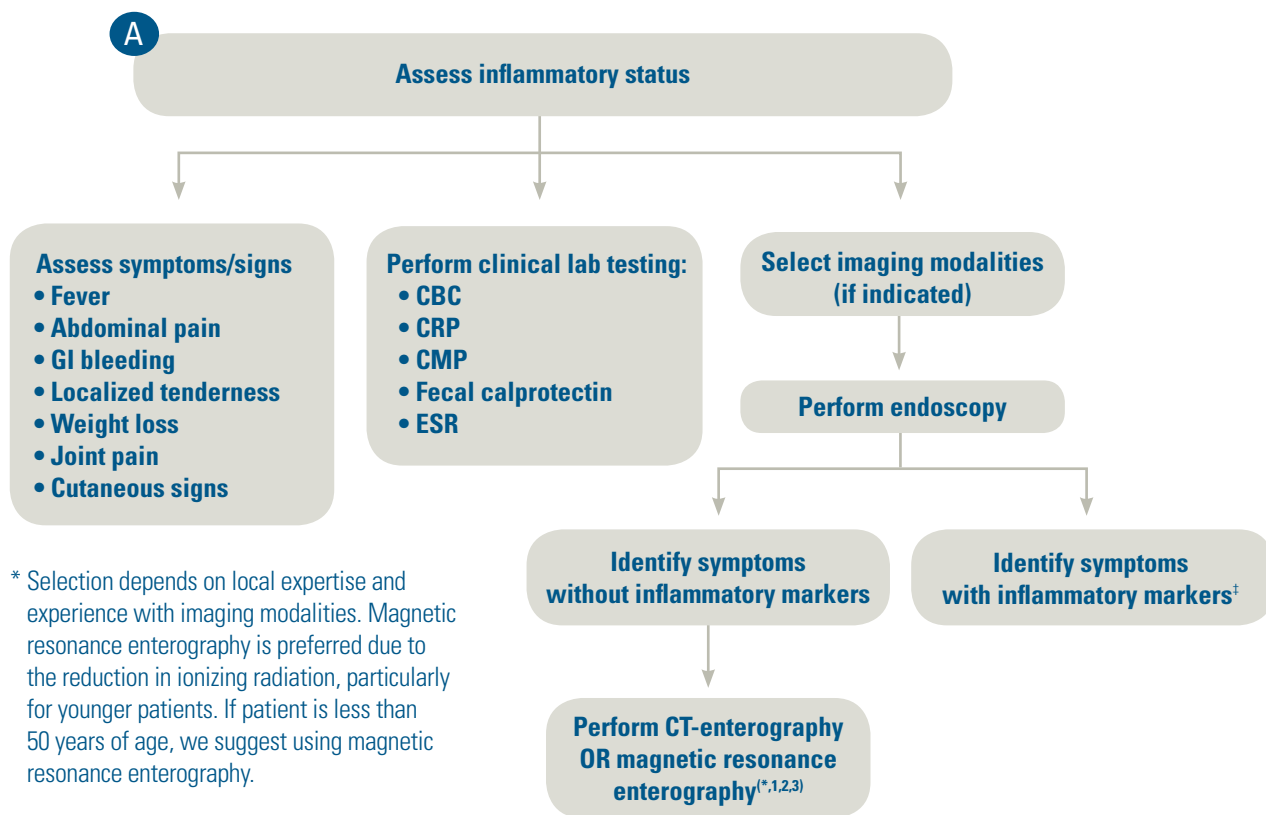 A
Assess inflammatory status
Assess symptoms/signs
• Fever
• Abdominal pain
• GI bleeding
• Localized tenderness
• Weight loss
• Joint pain
• Cutaneous signs
Perform clinical lab testing:
• CBC
• CRP
• CMP
• Fecal calprotectin
• ESR
Select imaging modalities
(if indicated)
Perform endoscopy
Identify symptoms
without inflammatory markers
Identify symptoms
with inflammatory markers‡
Perform CT-enterography
OR magnetic resonance
enterography(*,1,2,3)
* Selection depends on local expertise and
experience with imaging modalities. Magnetic
resonance enterography is preferred due to
the reduction in ionizing radiation, particularly
for younger patients. If patient is less than
50 years of age, we suggest using magnetic
resonance enterography.